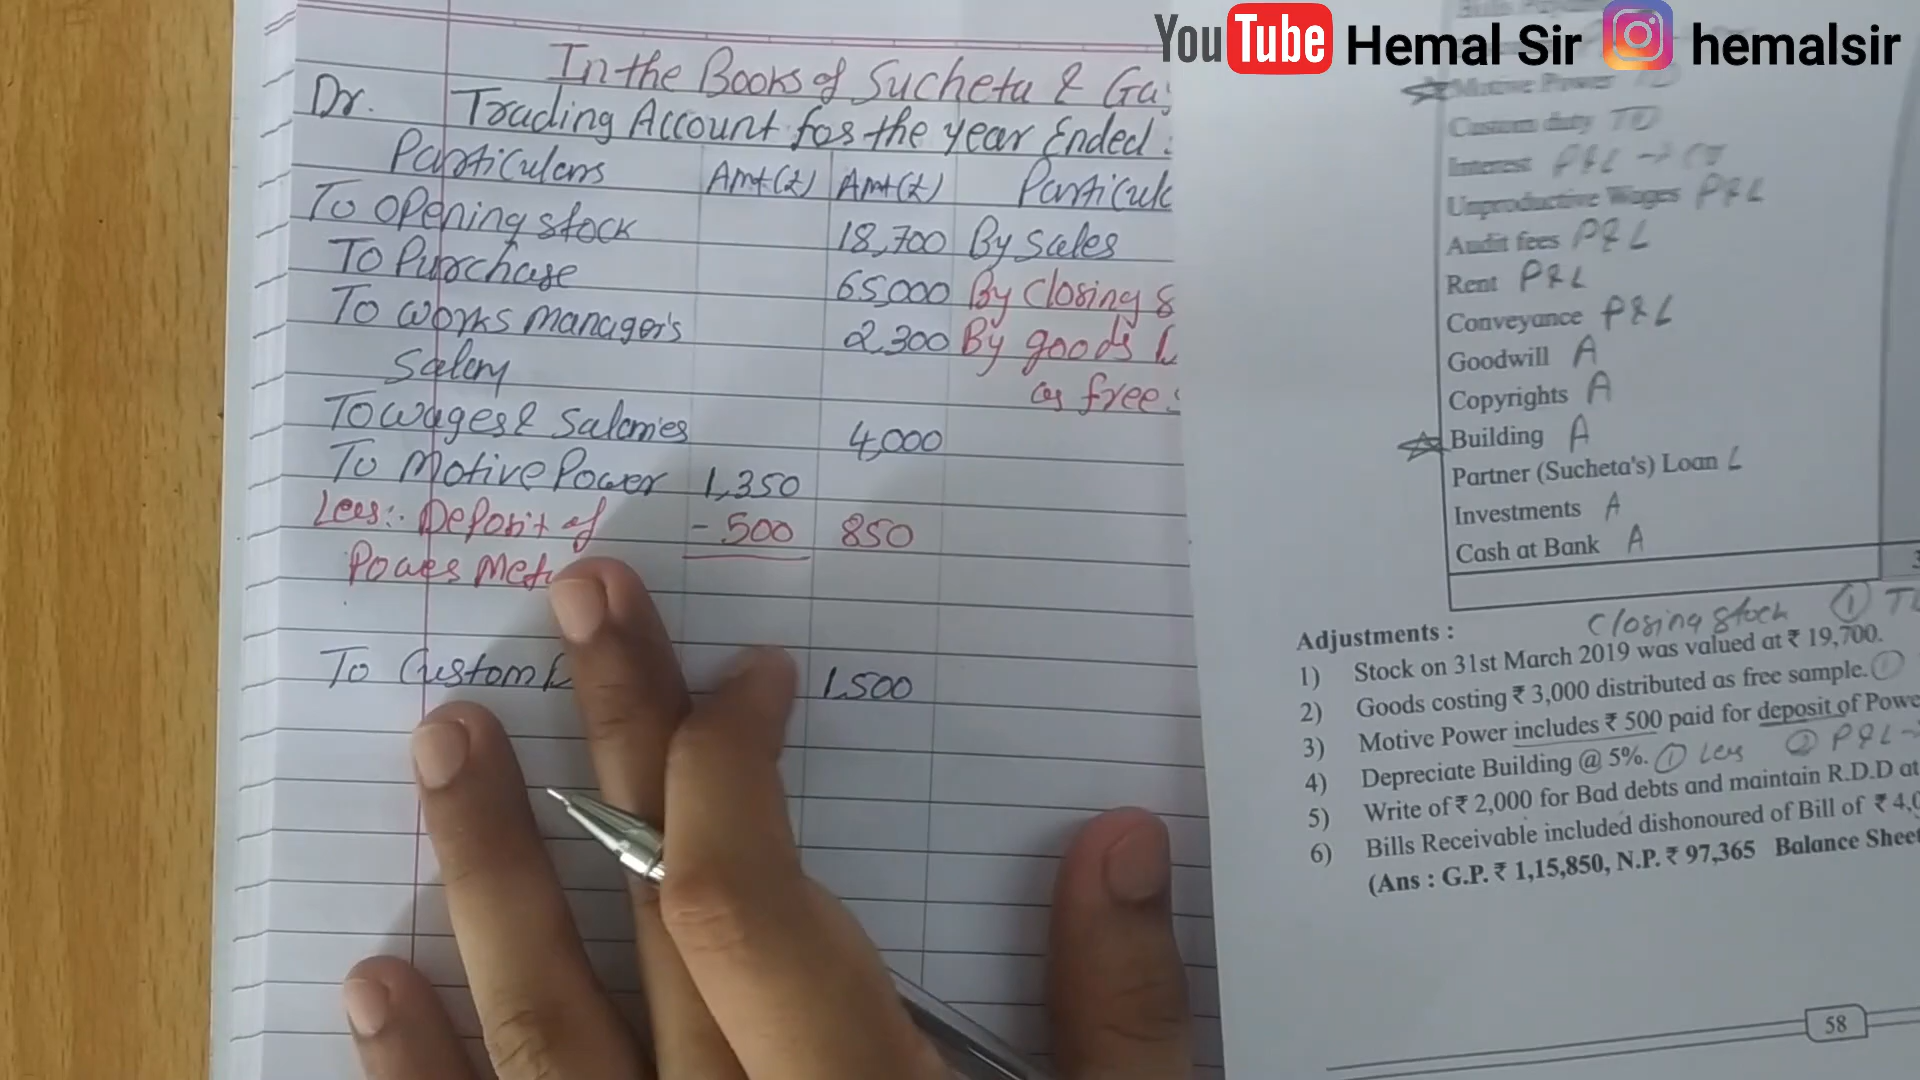 YouTube Hemal Sir hemalsir
In the Books of Sucheta & Ga
Dr. Trading Account for the year Ended
Particulars Amt(₹) Amt(₹) Particul
To opening stock 18,700 By Sales
To Purchase 65,000 By Closing s
To works manager's 2,300 By goods
Salary as free
To wages & Salaries 4,000
To Motive Power 1,350
Less:- Deposit of - 500 850
Power Met
To Custom 1,500
Motive Power TD
Custom duty TD
Interest P&L
Unproductive Wages P&L
Audit fees P&L
Rent P&L
Conveyance P&L
Goodwill A
Copyrights A
Building A
Partner (Sucheta's) Loan L
Investments A
Cash at Bank A
Closing stock ①
Adjustments :
1) Stock on 31st March 2019 was valued at ₹ 19,700.
2) Goods costing ₹ 3,000 distributed as free sample. ①
3) Motive Power includes ₹ 500 paid for deposit of Powe
4) Depreciate Building @ 5%. ① Less ② P&L
5) Write of ₹ 2,000 for Bad debts and maintain R.D.D at
6) Bills Receivable included dishonoured of Bill of ₹ 4,0
(Ans : G.P. ₹ 1,15,850, N.P. ₹ 97,365 Balance Sheet
58